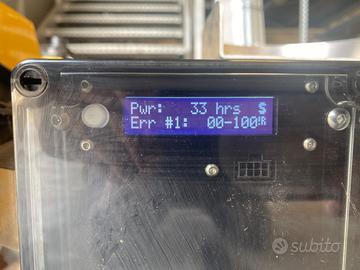 Pwr: 33 hrs S
Err #1: 00-100!R
subito